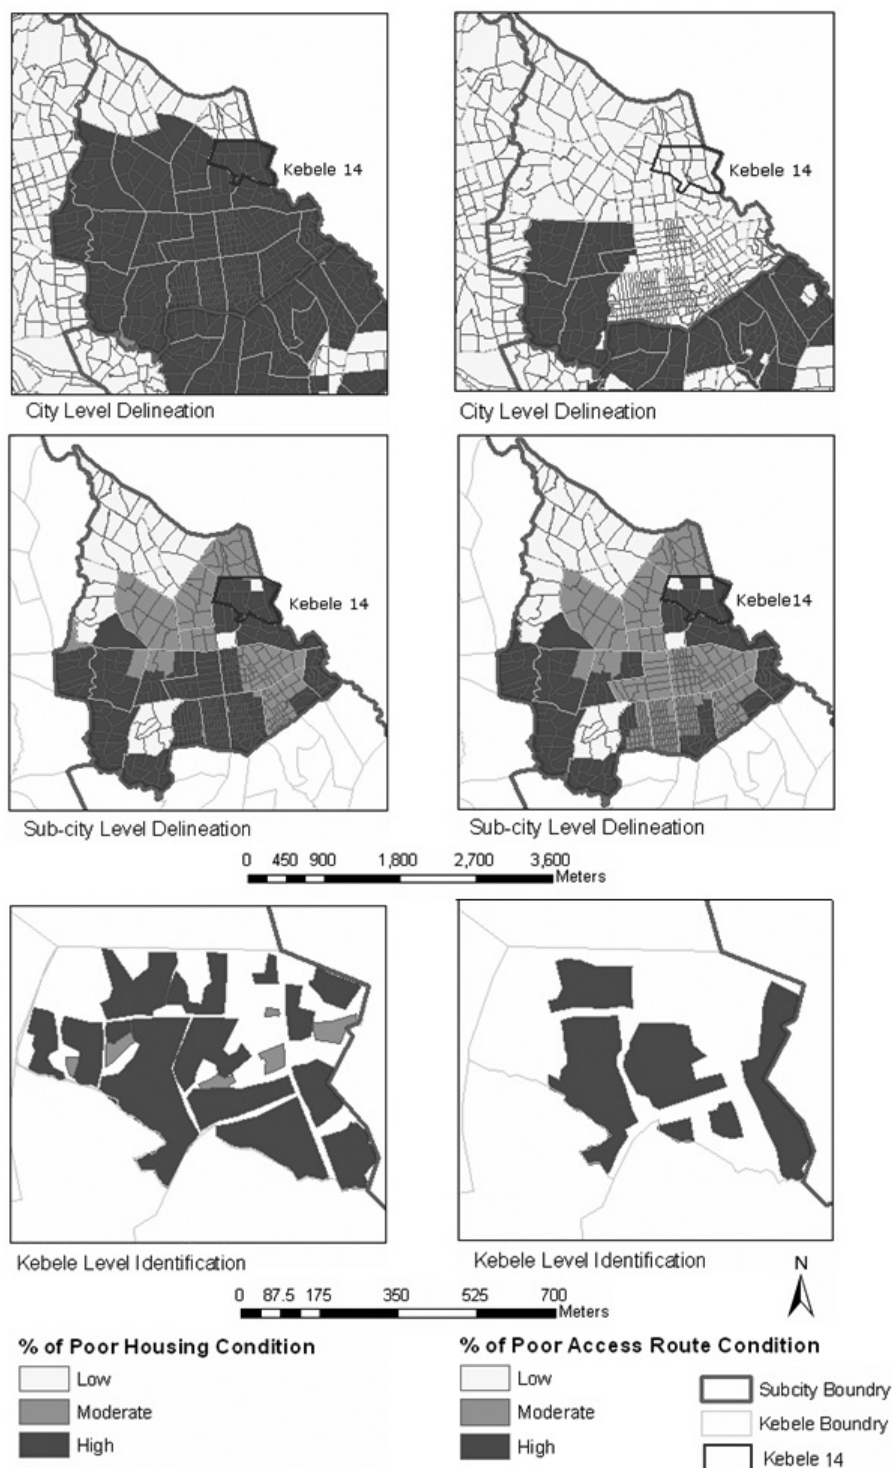 Kebele 14
Kebele 14
City Level Delineation
City Level Delineation
Kebele 14
Kebele14
Sub-city Level Delineation
Sub-city Level Delineation
0 450 900 1,800 2,700 3,600
Meters
Kebele Level Identification
Kebele Level Identification
N
0 87.5 175 350 525 700
Meters
% of Poor Housing Condition
Low
Moderate
High
% of Poor Access Route Condition
Low
Moderate
High
Subcity Boundry
Kebele Boundry
Kebele 14